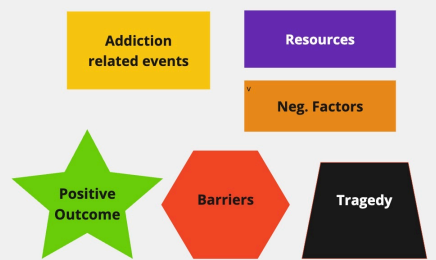 Addiction
related events
Resources
v
Neg. Factors
Positive
Outcome
Barriers
Tragedy